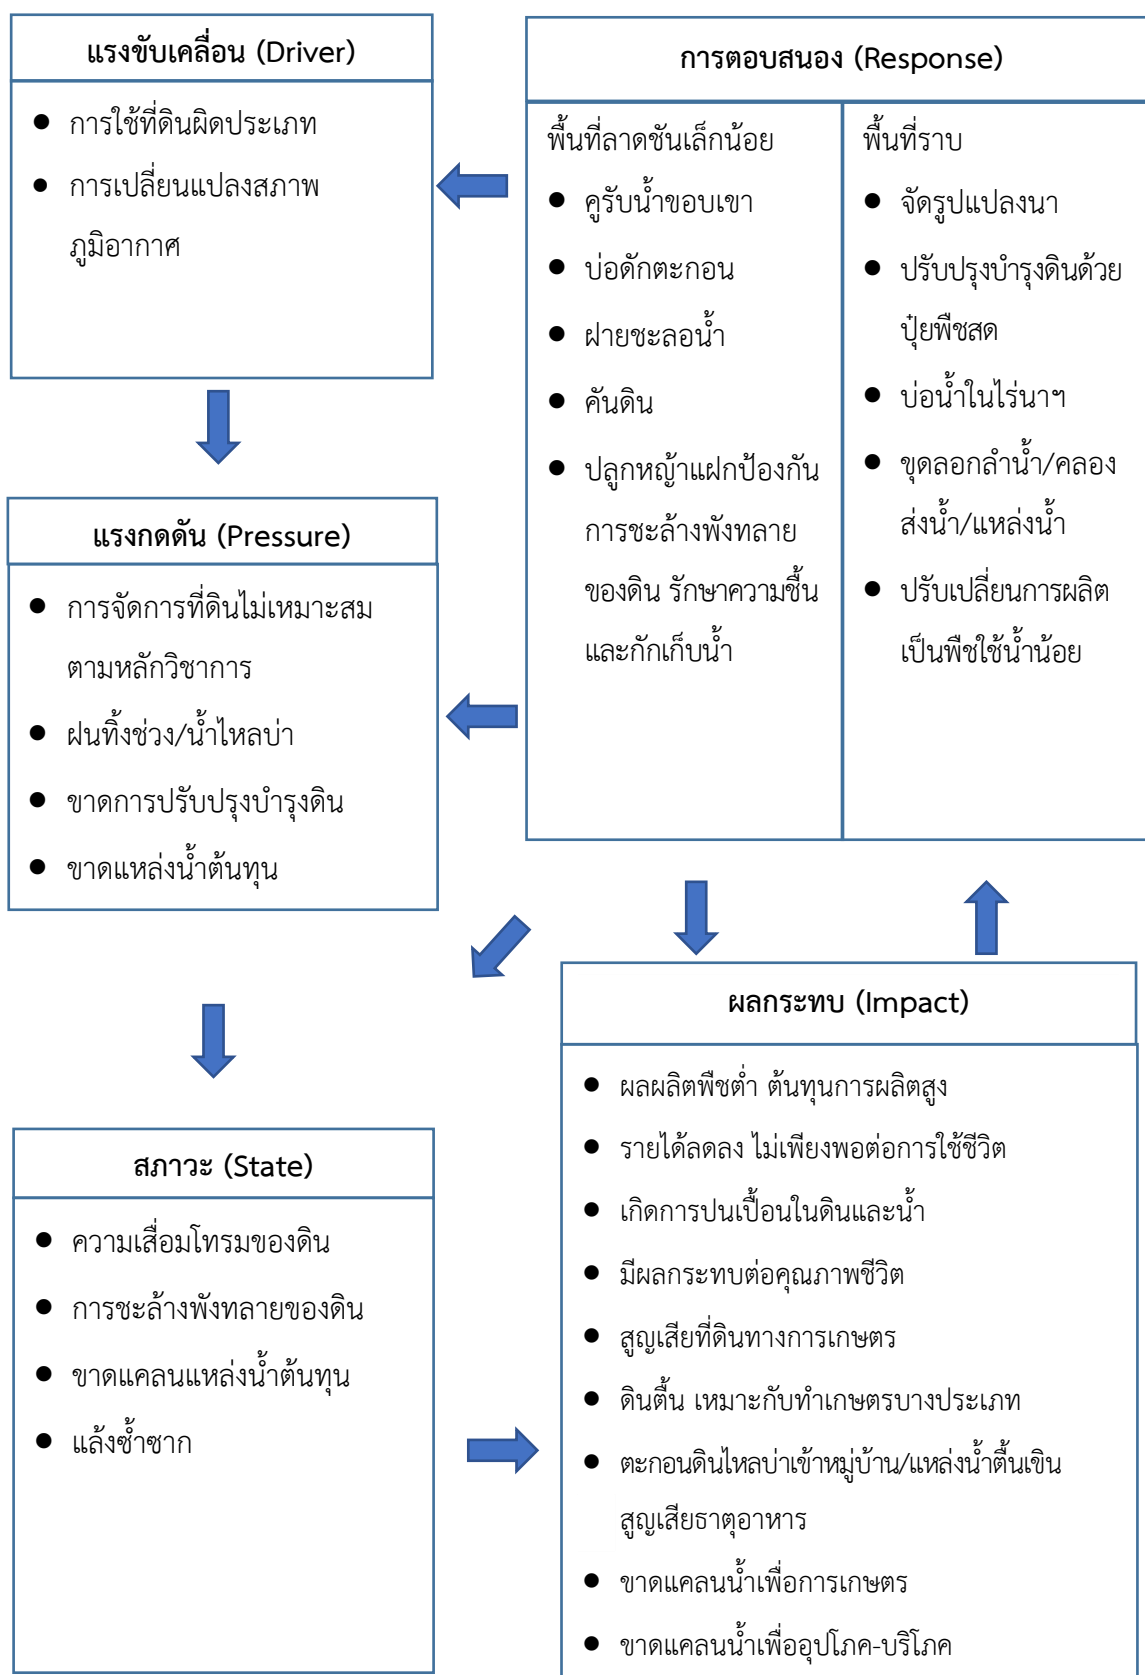 แรงขับเคลื่อน (Driver)
● การใช้ที่ดินผิดประเภท
● การเปลี่ยนแปลงสภาพ
ภูมิอากาศ
การตอบสนอง (Response)
พื้นที่ลาดชันเล็กน้อย
● คูรับน้ำขอบเขา
● บ่อดักตะกอน
● ฝายชะลอน้ำ
● คันดิน
● ปลูกหญ้าแฝกป้องกัน
การชะล้างพังทลาย
ของดิน รักษาความชื้น
และกักเก็บน้ำ
พื้นที่ราบ
● จัดรูปแปลงนา
● ปรับปรุงบำรุงดินด้วย
ปุ๋ยพืชสด
● บ่อน้ำในไร่นาฯ
● ขุดลอกลำน้ำ/คลอง
ส่งน้ำ/แหล่งน้ำ
● ปรับเปลี่ยนการผลิต
เป็นพืชใช้น้ำน้อย
แรงกดดัน (Pressure)
● การจัดการที่ดินไม่เหมาะสม
ตามหลักวิชาการ
● ฝนทิ้งช่วง/น้ำไหลบ่า
● ขาดการปรับปรุงบำรุงดิน
● ขาดแหล่งน้ำต้นทุน
สภาวะ (State)
● ความเสื่อมโทรมของดิน
● การชะล้างพังทลายของดิน
● ขาดแคลนแหล่งน้ำต้นทุน
● แล้งซ้ำซาก
ผลกระทบ (Impact)
● ผลผลิตพืชต่ำ ต้นทุนการผลิตสูง
● รายได้ลดลง ไม่เพียงพอต่อการใช้ชีวิต
● เกิดการปนเปื้อนในดินและน้ำ
● มีผลกระทบต่อคุณภาพชีวิต
● สูญเสียที่ดินทางการเกษตร
● ดินตื้น เหมาะกับทำเกษตรบางประเภท
● ตะกอนดินไหลบ่าเข้าหมู่บ้าน/แหล่งน้ำตื้นเขิน
สูญเสียธาตุอาหาร
● ขาดแคลนน้ำเพื่อการเกษตร
● ขาดแคลนน้ำเพื่ออุปโภค-บริโภค